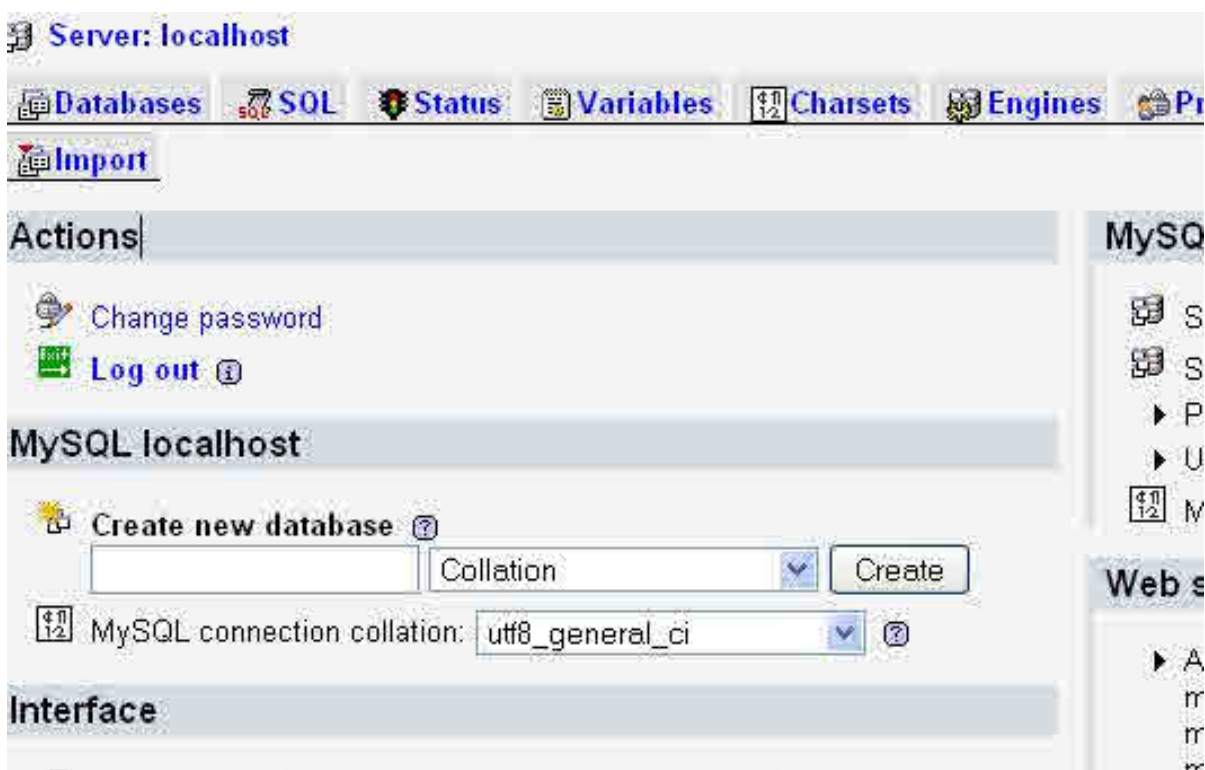 Server: localhost
Databases SQL Status Variables Charsets Engines
Import
Actions
Change password
Log out
MySQL localhost
Create new database
Collation Create
MySQL connection collation: utf8_general_ci
Interface
MySQ
S
S
P
U
M
Web s
A
m
m